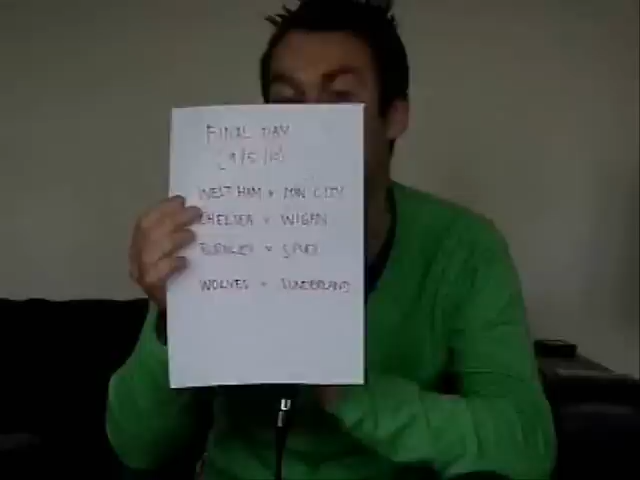 FINAL DAY
(9/5/10)
WEST HAM v MAN CITY
CHELSEA v WIGAN
BURNLEY v SPURS
WOLVES v SUNDERLAND